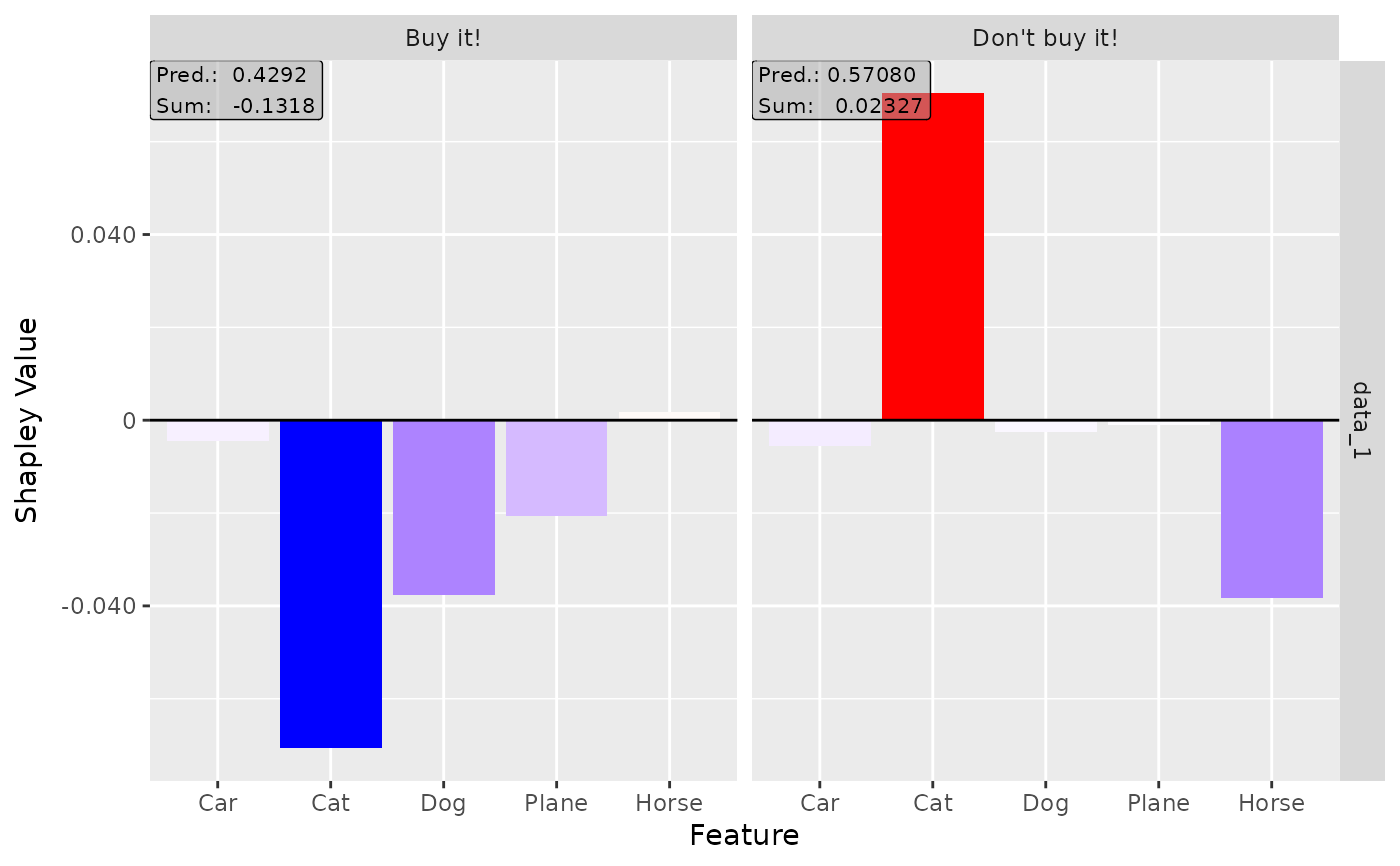 Buy it!
Don't buy it!
Pred.: 0.4292
Sum: -0.1318
Pred.: 0.57080
Sum: 0.02327
0.040
0
-0.040
Shapley Value
data_1
Car Cat Dog Plane Horse
Car Cat Dog Plane Horse
Feature